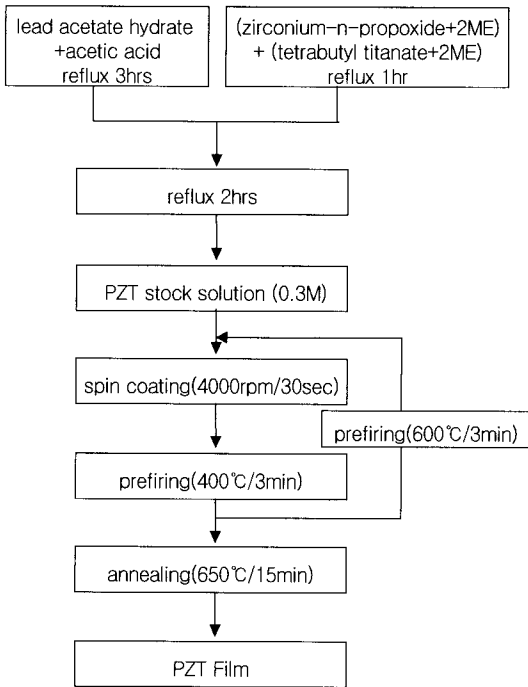 lead acetate hydrate
+acetic acid
reflux 3hrs
(zirconium-n-propoxide+2ME)
+ (tetrabutyl titanate+2ME)
reflux 1hr
reflux 2hrs
PZT stock solution (0.3M)
spin coating(4000rpm/30sec)
prefiring(600℃/3min)
prefiring(400℃/3min)
annealing(650℃/15min)
PZT Film